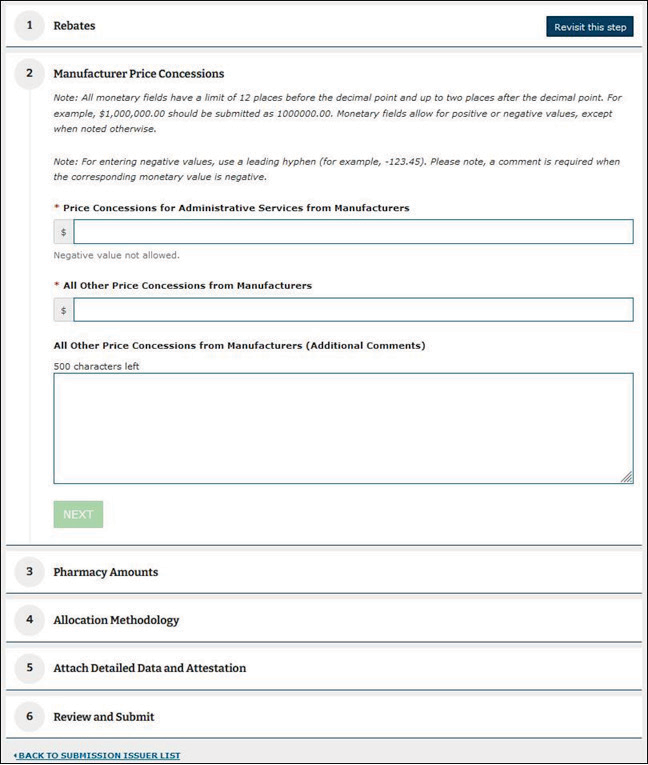 1 Rebates Revisit this step
2 Manufacturer Price Concessions
Note: All monetary fields have a limit of 12 places before the decimal point and up to two places after the decimal point. For
example, $1,000,000.00 should be submitted as 1000000.00. Monetary fields allow for positive or negative values, except
when noted otherwise.
Note: For entering negative values, use a leading hyphen (for example, -123.45). Please note, a comment is required when
the corresponding monetary value is negative.
* Price Concessions for Administrative Services from Manufacturers
$
Negative value not allowed.
* All Other Price Concessions from Manufacturers
$
All Other Price Concessions from Manufacturers (Additional Comments)
500 characters left
NEXT
3 Pharmacy Amounts
4 Allocation Methodology
5 Attach Detailed Data and Attestation
6 Review and Submit
BACK TO SUBMISSION ISSUER LIST